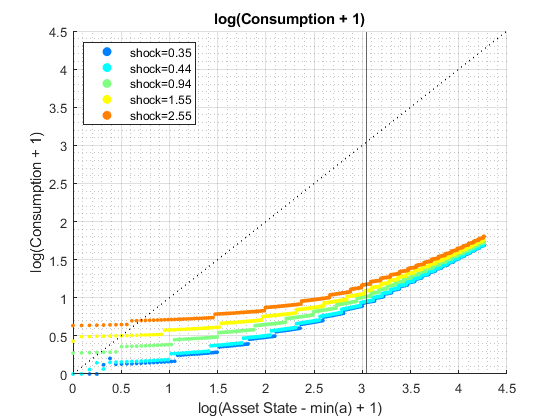 log(Consumption + 1)
4.5
4
3.5
3
2.5
2
1.5
1
0.5
0
log(Consumption + 1)
shock=0.35
shock=0.44
shock=0.94
shock=1.55
shock=2.55
0 0.5 1 1.5 2 2.5 3 3.5 4 4.5
log(Asset State - min(a) + 1)